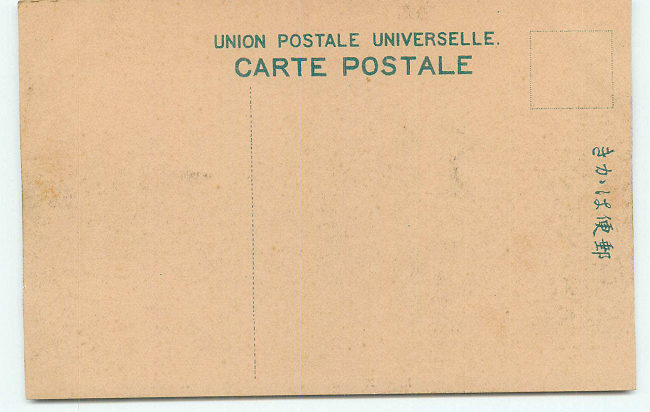 UNION POSTALE UNIVERSELLE.
CARTE POSTALE
きかは便郵